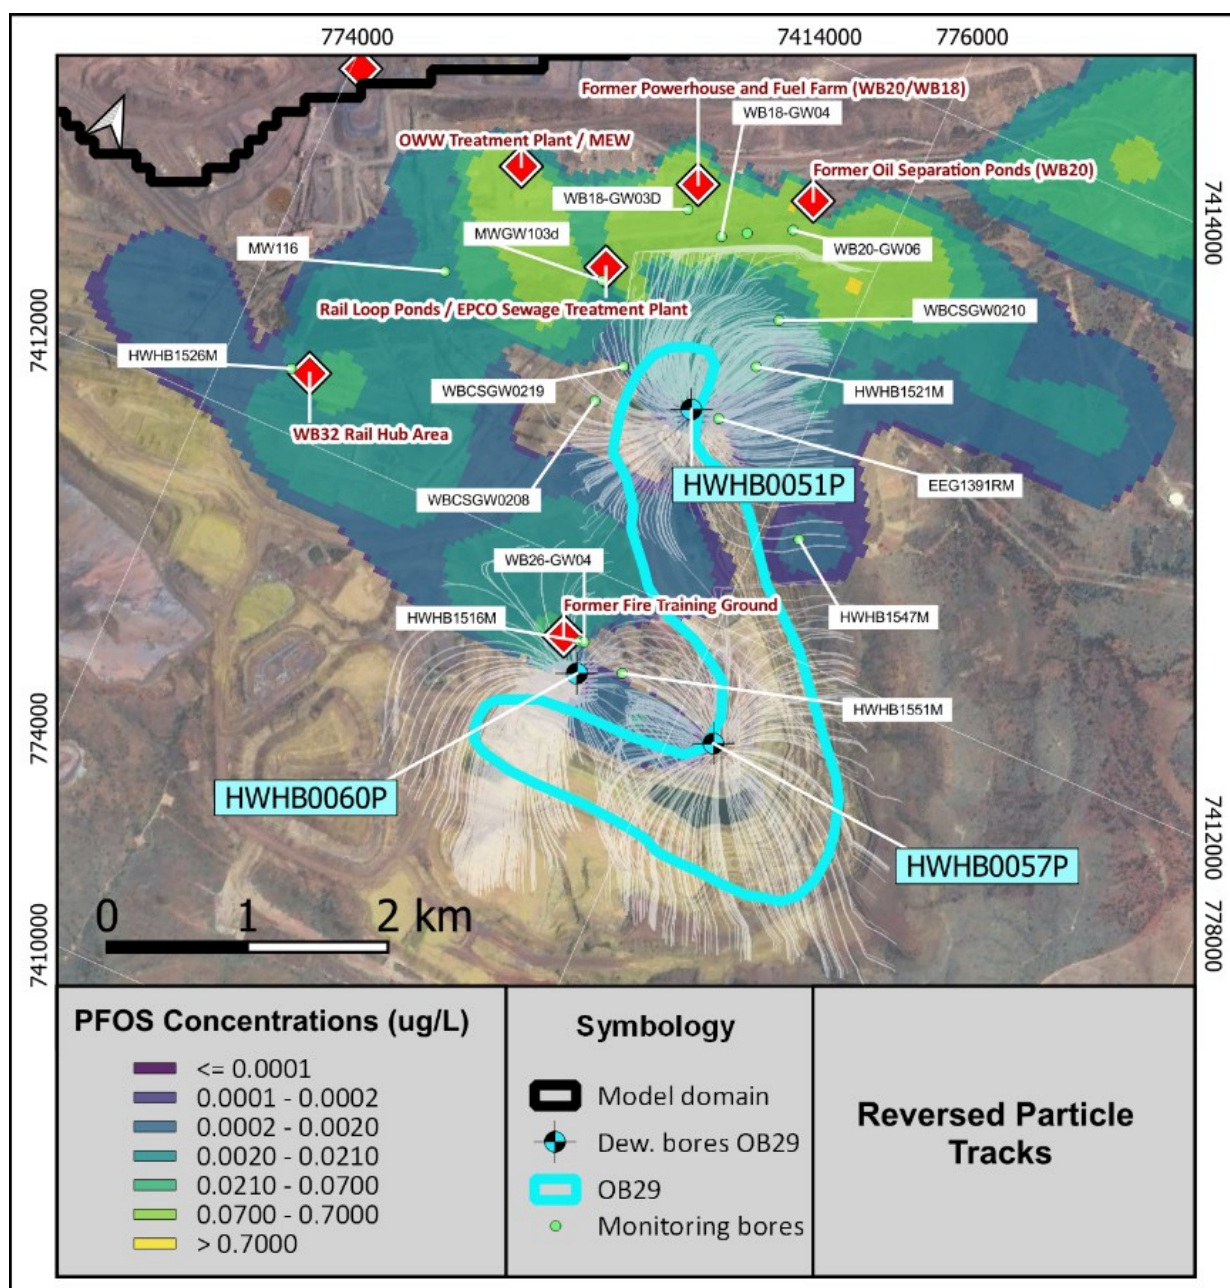 774000
7414000
776000
Former Powerhouse and Fuel Farm (WB20/WB18)
WB18-GW04
OWW Treatment Plant / MEW
Former Oil Separation Ponds (WB20)
WB18-GW03D
MWGW103d
WB20-GW06
MW116
7414000
Rail Loop Ponds / EPCO Sewage Treatment Plant
WBCSGW0210
7412000
HWHB1526M
WBCSGW0219
HWHB1521M
WB32 Rail Hub Area
HWHB0051P
EEG1391RM
WBCSGW0208
WB26-GW04
Former Fire Training Ground
HWHB1516M
HWHB1547M
774000
HWHB1551M
HWHB0060P
7412000
HWHB0057P
0 1 2 km
7410000
778000
PFOS Concentrations (ug/L)
<= 0.0001
0.0001 - 0.0002
0.0002 - 0.0020
0.0020 - 0.0210
0.0210 - 0.0700
0.0700 - 0.7000
> 0.7000
Symbology
Model domain
Dew. bores OB29
OB29
Monitoring bores
Reversed Particle
Tracks